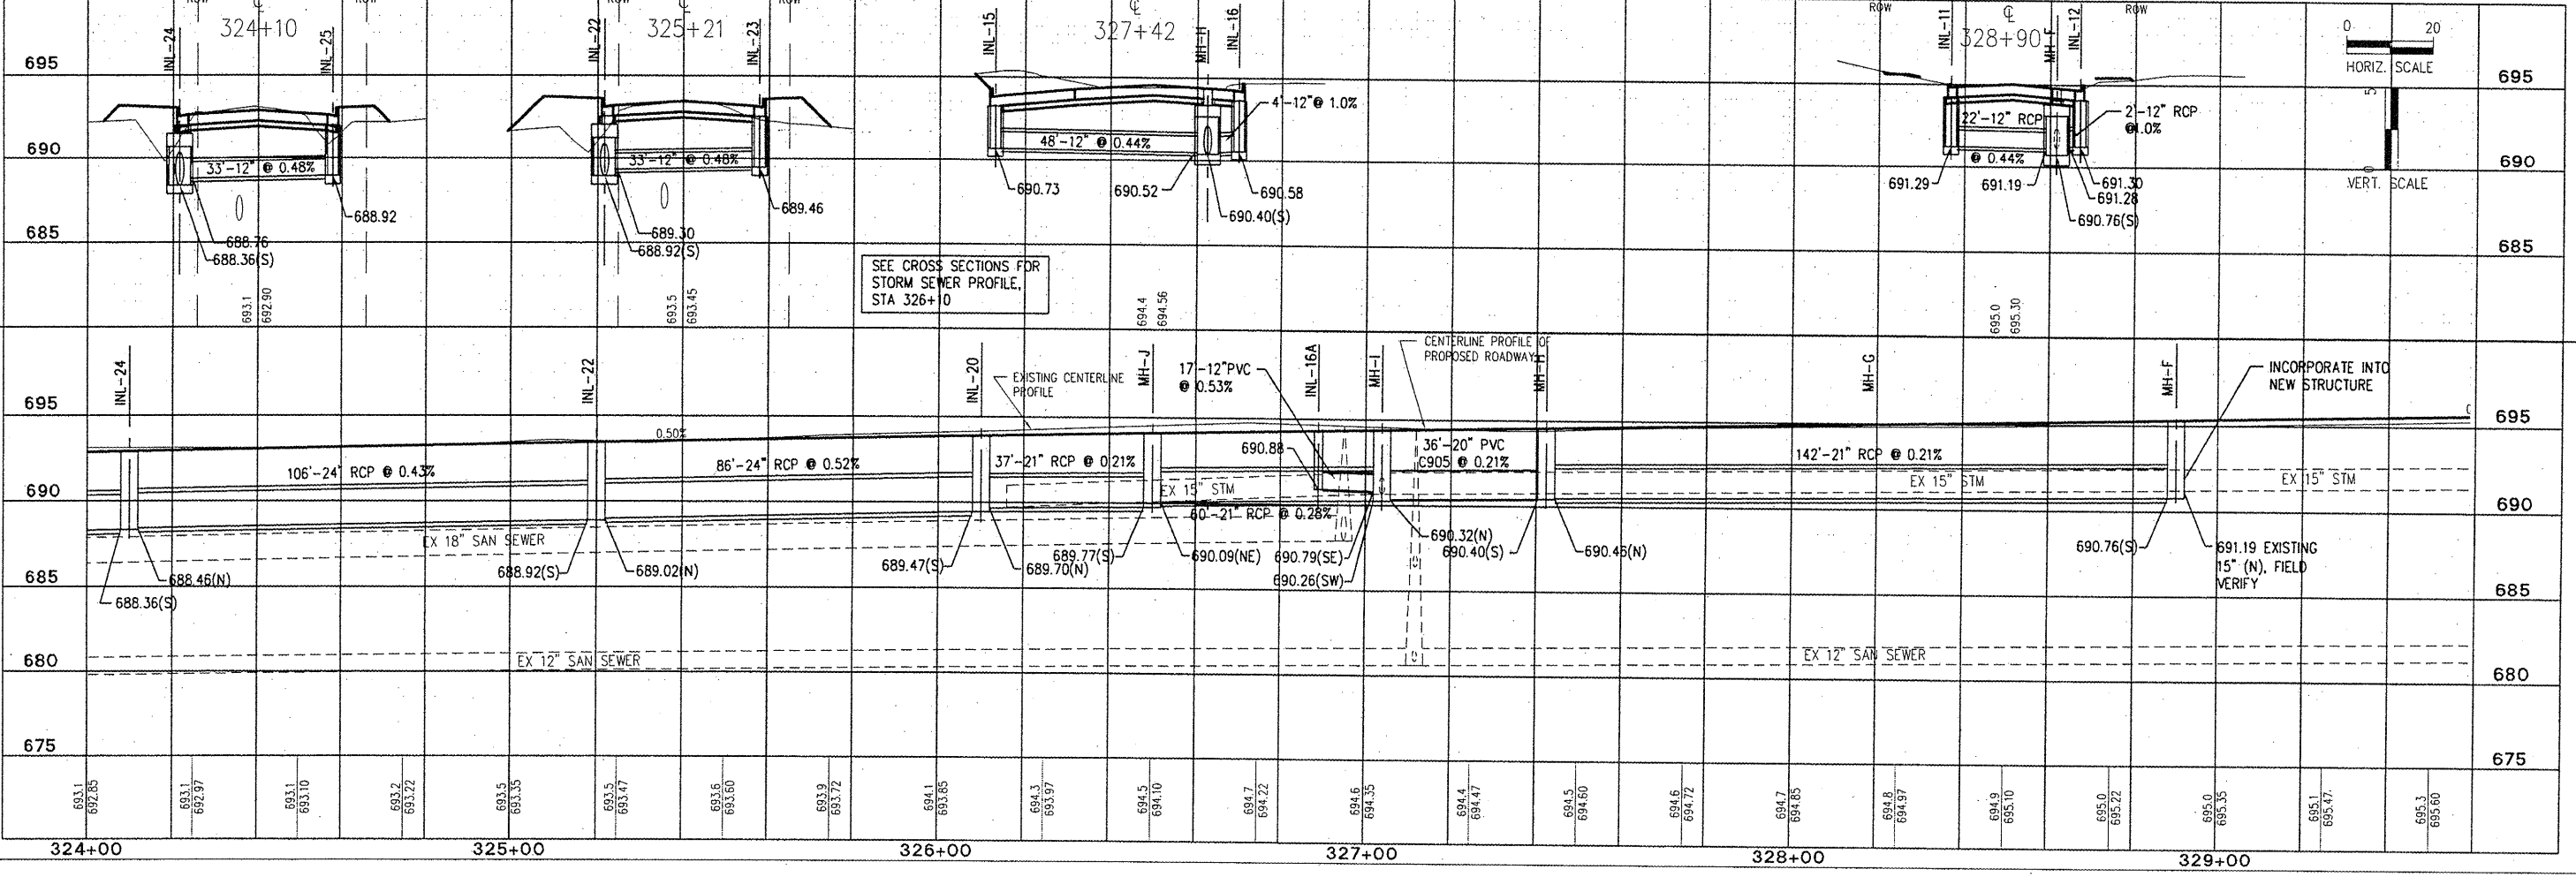 ROW
ROW
ROW
ROW
ROW
ROW
℄
324+10
℄
325+21
℄
327+42
℄
328+90
INL-24
INL-25
INL-22
INL-23
INL-15
MH-H
INL-16
INL-11
MH-F
INL-12
0 20
HORIZ. SCALE
5
0
VERT. SCALE
695
695
690
690
685
685
33'-12" @ 0.48%
688.92
688.76
688.36(S)
33'-12" @ 0.48%
689.46
689.30
688.92(S)
4'-12"@ 1.0%
48'-12" @ 0.44%
690.73
690.52
690.58
690.40(S)
22'-12" RCP
@ 0.44%
2'-12" RCP
@1.0%
691.29
691.19
691.30
691.28
690.76(S)
SEE CROSS SECTIONS FOR
STORM SEWER PROFILE,
STA 326+10
693.1
692.90
693.5
693.45
694.4
694.56
695.0
695.30
INL-24
INL-22
INL-20
MH-J
INL-16A
MH-I
MH-H
MH-G
MH-F
EXISTING CENTERLINE
PROFILE
17'-12"PVC
@ 0.53%
CENTERLINE PROFILE OF
PROPOSED ROADWAY
INCORPORATE INTO
NEW STRUCTURE
695
695
0.50%
106'-24" RCP @ 0.43%
86'-24" RCP @ 0.52%
37'-21" RCP @ 0.21%
690.88
36'-20" PVC
C905 @ 0.21%
142'-21" RCP @ 0.21%
EX 15" STM
EX 15" STM
EX 15" STM
690
690
60'-21" RCP @ 0.28%
EX 18" SAN SEWER
688.46(N)
688.36(S)
688.92(S)
689.02(N)
689.47(S)
689.70(N)
689.77(S)
690.09(NE)
690.79(SE)
690.26(SW)
690.32(N)
690.40(S)
690.46(N)
690.76(S)
691.19 EXISTING
15" (N), FIELD
VERIFY
685
685
680
EX 12" SAN SEWER
EX 12" SAN SEWER
680
675
675
693.1
692.85
693.1
692.97
693.1
693.10
693.2
693.22
693.5
693.35
693.5
693.47
693.6
693.60
693.9
693.72
694.1
693.85
694.3
693.97
694.5
694.10
694.7
694.22
694.6
694.35
694.4
694.47
694.5
694.60
694.6
694.72
694.7
694.85
694.8
694.97
694.9
695.10
695.0
695.22
695.0
695.35
695.1
695.47
695.3
695.60
324+00
325+00
326+00
327+00
328+00
329+00